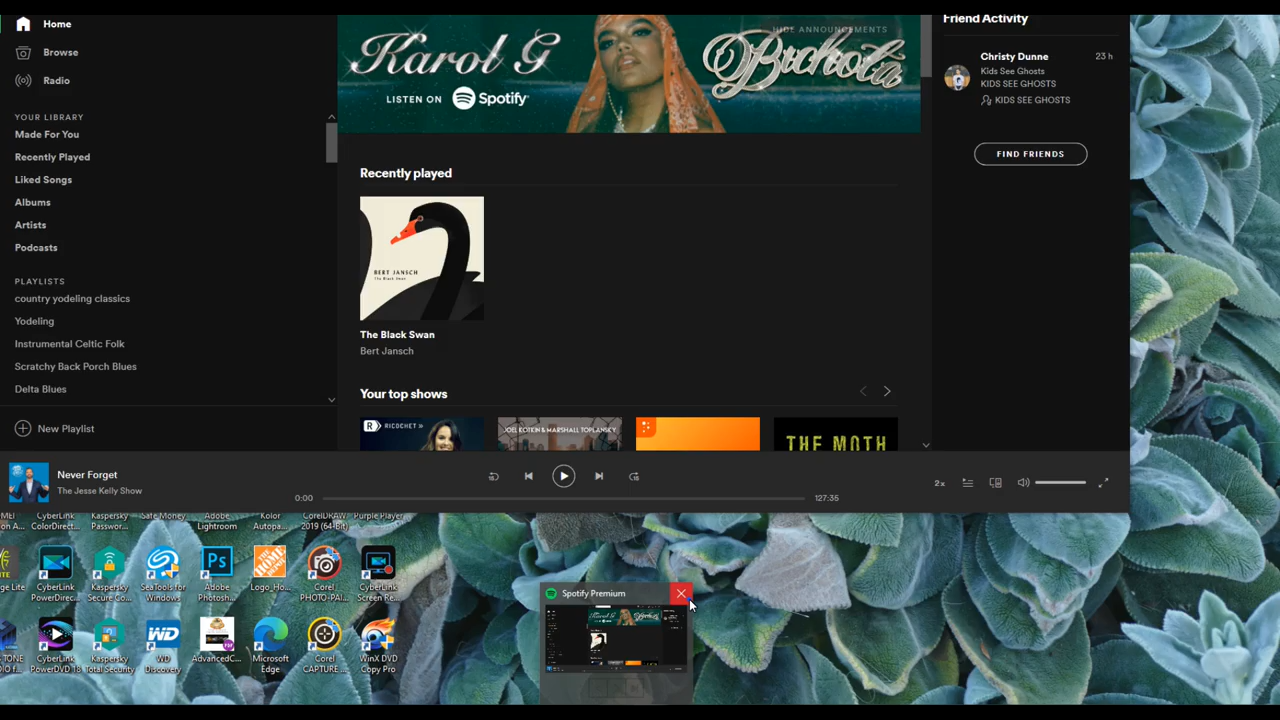 Home
Browse
Radio
YOUR LIBRARY
Made For You
Recently Played
Liked Songs
Albums
Artists
Podcasts
PLAYLISTS
country yodeling classics
Yodeling
Instrumental Celtic Folk
Scratchy Back Porch Blues
Delta Blues
New Playlist
Karol G
Bichota
HIDE ANNOUNCEMENTS
LISTEN ON Spotify
Recently played
BERT JANSCH
The Black Swan
The Black Swan
Bert Jansch
Your top shows
R RICOCHET
JOEL KOTKIN & MARSHALL TOPLANSKY
THE MOTH
Friend Activity
Christy Dunne 23 h
Kids See Ghosts
KIDS SEE GHOSTS
KIDS SEE GHOSTS
FIND FRIENDS
Never Forget
The Jesse Kelly Show
0:00
127:35
2x
CyberLink
ColorDirect...
Kaspersky
Passwor...
Safe Money
Adobe
Lightroom
Kolor
Autopa...
CorelDRAW
2019 (64-Bit)
Purple Player
CyberLink
PowerDirec...
Kaspersky
Secure Co...
SeaTools for
Windows
Ps
Adobe
Photosh...
Logo_Ho...
Corel
PHOTO-PAI...
CyberLink
Screen Re...
CyberLink
PowerDVD 18
Kaspersky
Total Security
WD
WD
Discovery
AdvancedC...
Microsoft
Edge
Corel
CAPTURE ...
WinX DVD
Copy Pro
Spotify Premium